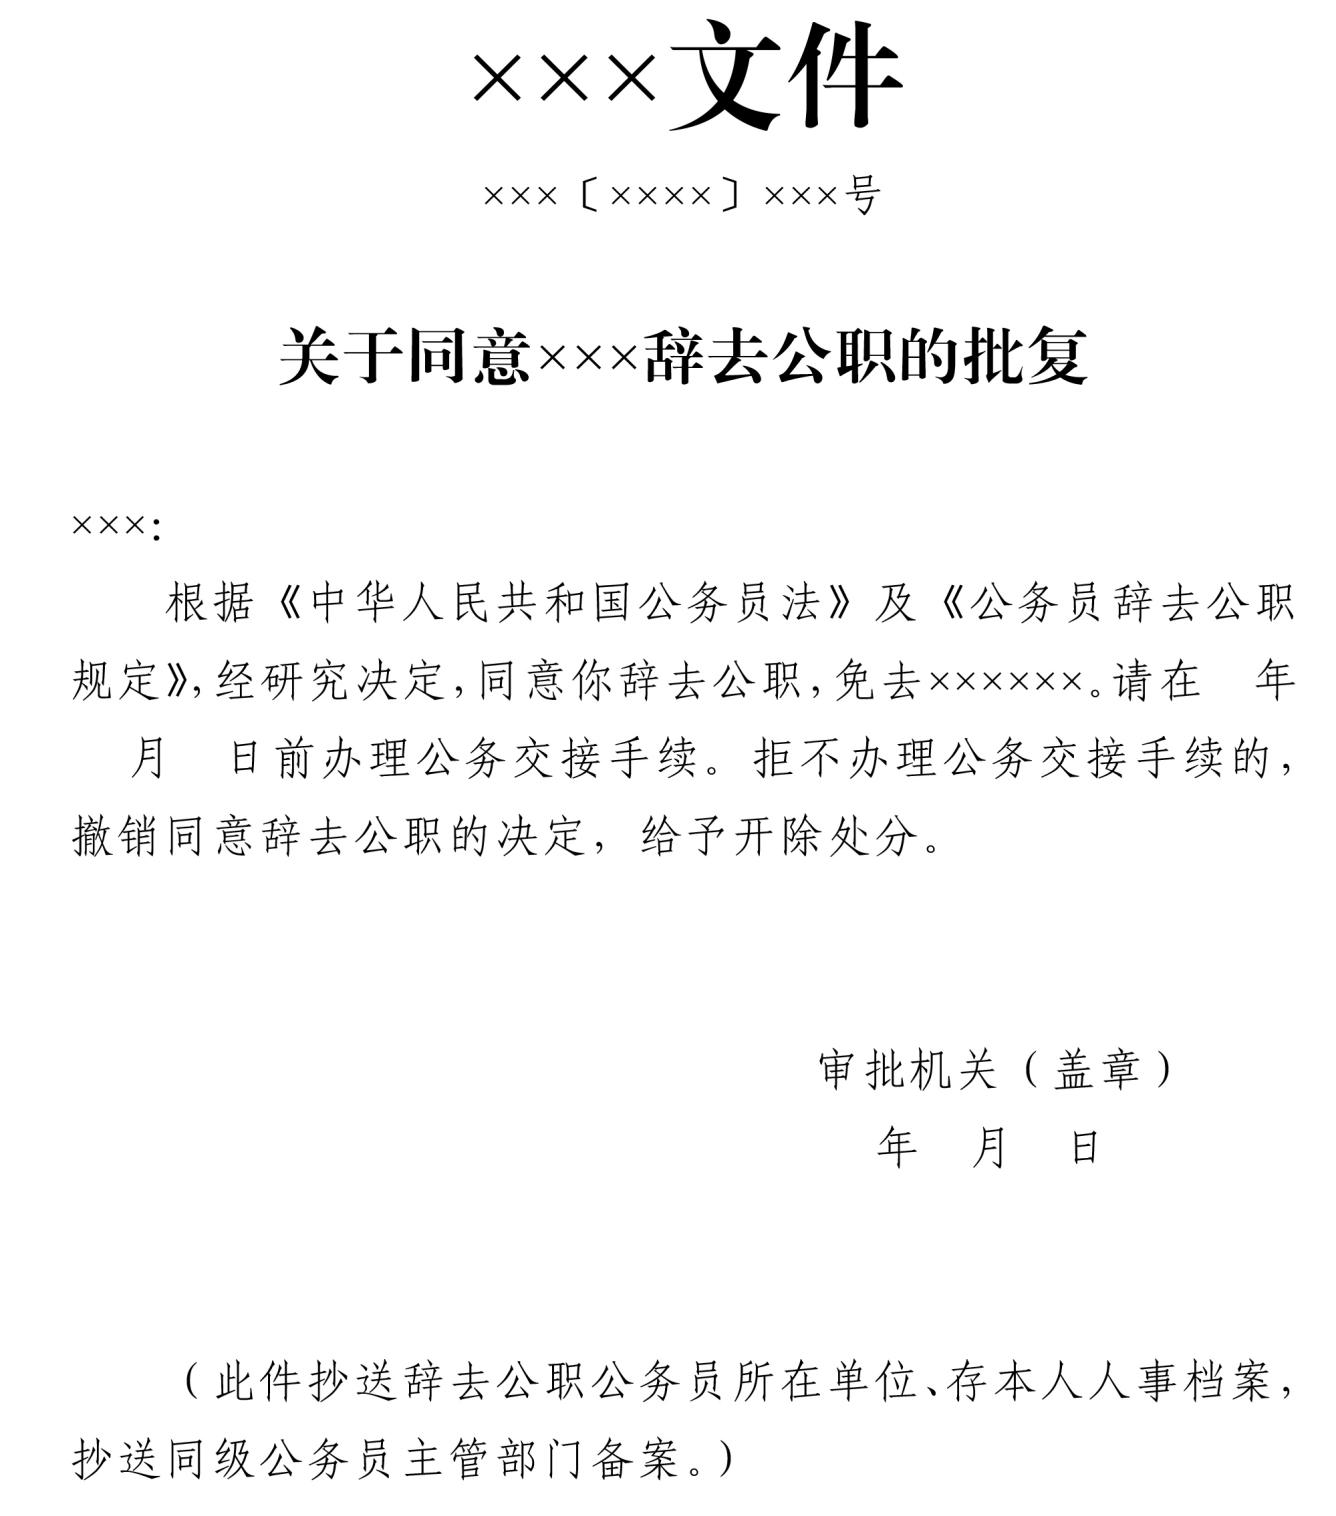 ×××文件
×××〔××××〕×××号
关于同意×××辞去公职的批复
×××:
根据《中华人民共和国公务员法》及《公务员辞去公职
规定》,经研究决定,同意你辞去公职,免去××××××。请在　年
月　日前办理公务交接手续。拒不办理公务交接手续的,
撤销同意辞去公职的决定,给予开除处分。
审批机关(盖章)
年　月　日
(此件抄送辞去公职公务员所在单位、存本人人事档案,
抄送同级公务员主管部门备案。)